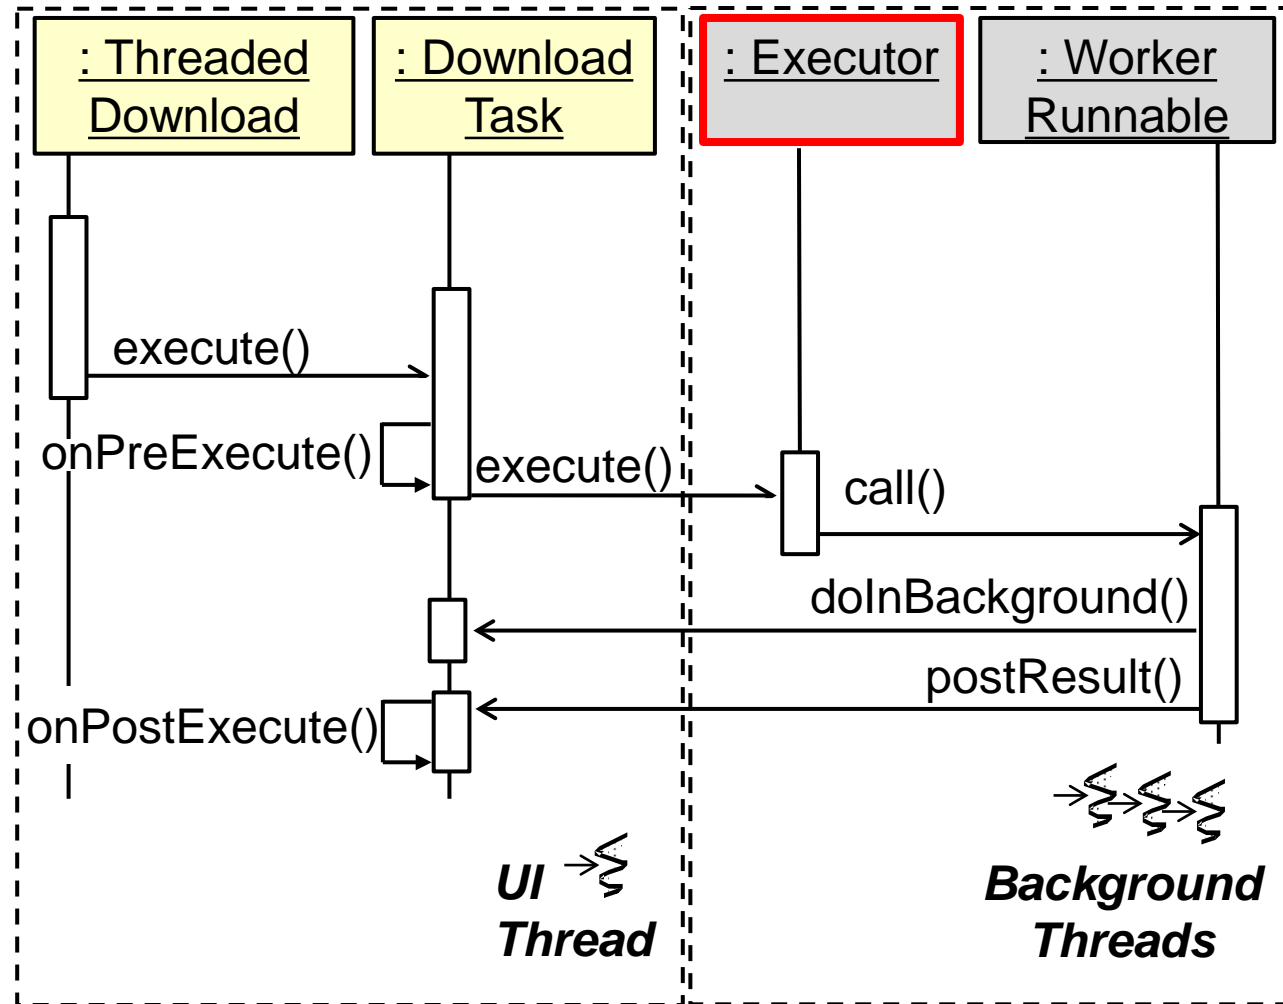 : Threaded
Download
: Download
Task
: Executor
: Worker
Runnable
execute()
onPreExecute()
execute()
call()
doInBackground()
postResult()
onPostExecute()
UI
Thread
Background
Threads